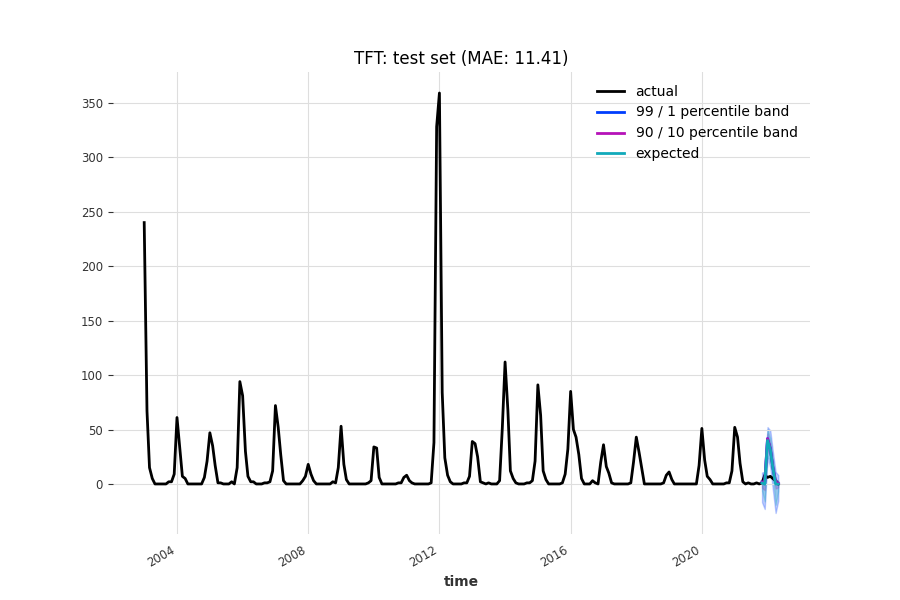 TFT: test set (MAE: 11.41)
actual
99 / 1 percentile band
90 / 10 percentile band
expected
350
300
250
200
150
100
50
0
2004
2008
2012
2016
2020
time